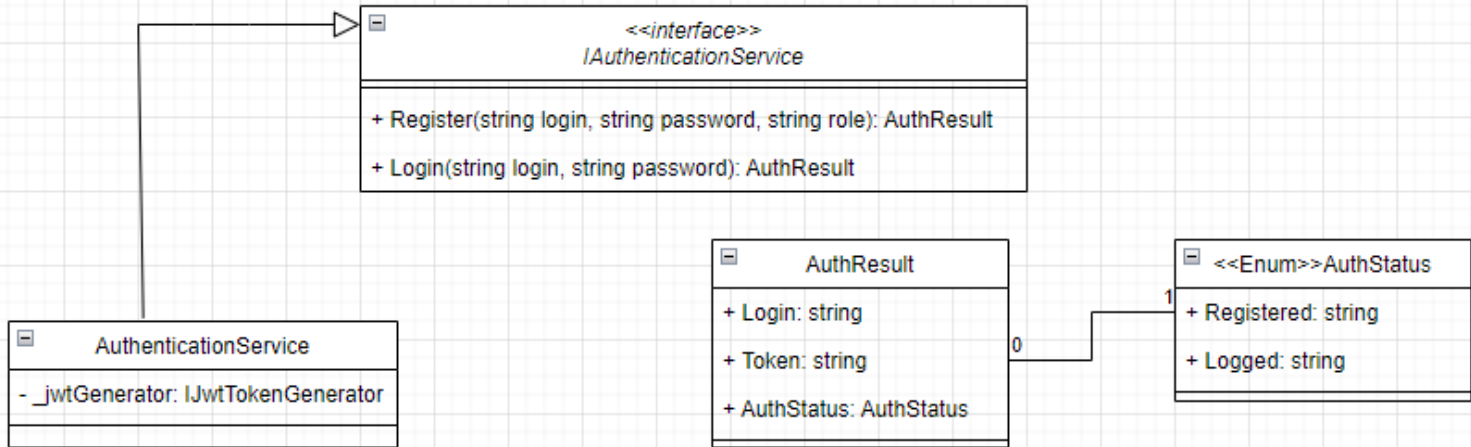 <<interface>>
IAuthenticationService
+ Register(string login, string password, string role): AuthResult
+ Login(string login, string password): AuthResult
AuthenticationService
- _jwtGenerator: IJwtTokenGenerator
AuthResult
+ Login: string
+ Token: string
+ AuthStatus: AuthStatus
0
1
<<Enum>>AuthStatus
+ Registered: string
+ Logged: string